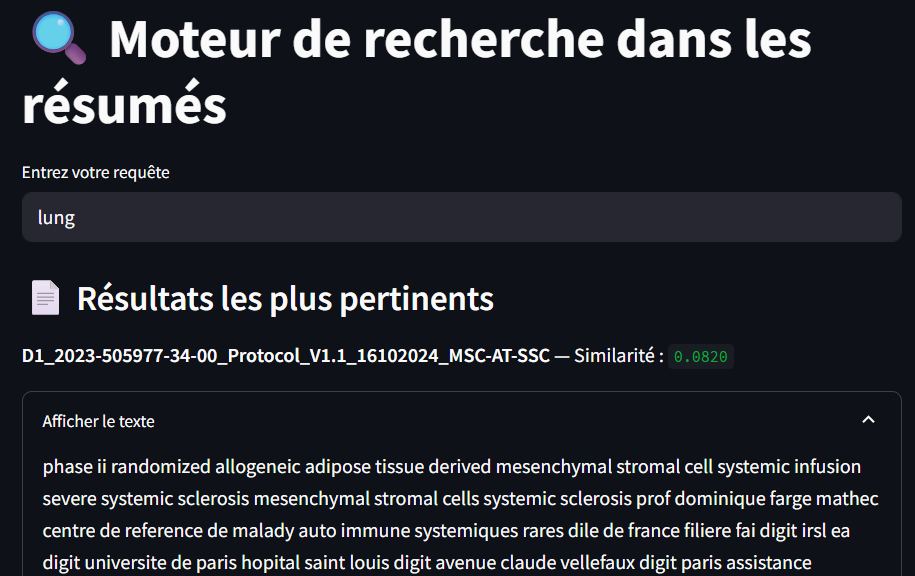 Moteur de recherche dans les
résumés
Entrez votre requête
lung
Résultats les plus pertinents
D1_2023-505977-34-00_Protocol_V1.1_16102024_MSC-AT-SSC — Similarité : 0.0820
Afficher le texte
phase ii randomized allogeneic adipose tissue derived mesenchymal stromal cell systemic infusion
severe systemic sclerosis mesenchymal stromal cells systemic sclerosis prof dominique farge mathec
centre de reference de malady auto immune systemiques rares dile de france filiere fai digit irsl ea
digit universite de paris hopital saint louis digit avenue claude vellefaux digit paris assistance